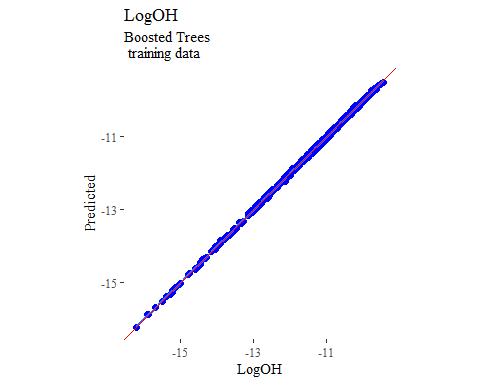 LogOH
Boosted Trees
training data
-11
-13
-15
Predicted
-15 -13 -11
LogOH